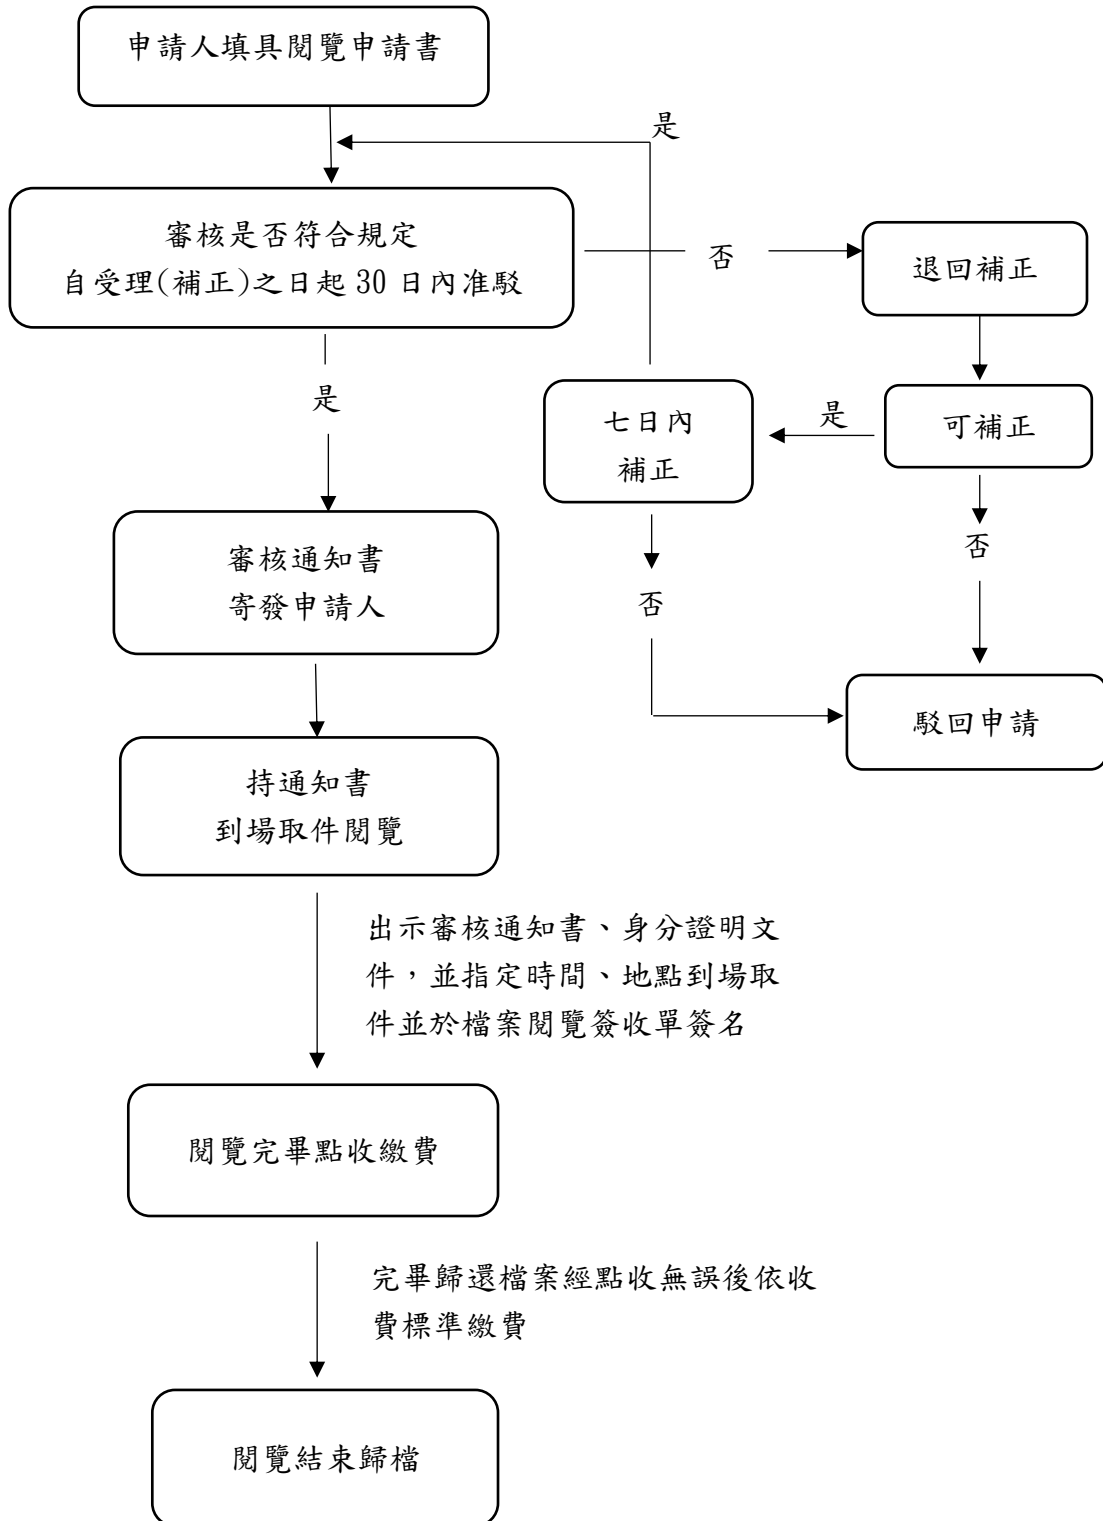 申請人填具閱覽申請書
是
審核是否符合規定
自受理(補正)之日起 30 日內准駁
否
退回補正
是
七日內
補正
是
可補正
審核通知書
寄發申請人
否
否
駁回申請
持通知書
到場取件閱覽
出示審核通知書、身分證明文
件，並指定時間、地點到場取
件並於檔案閱覽簽收單簽名
閱覽完畢點收繳費
完畢歸還檔案經點收無誤後依收
費標準繳費
閱覽結束歸檔